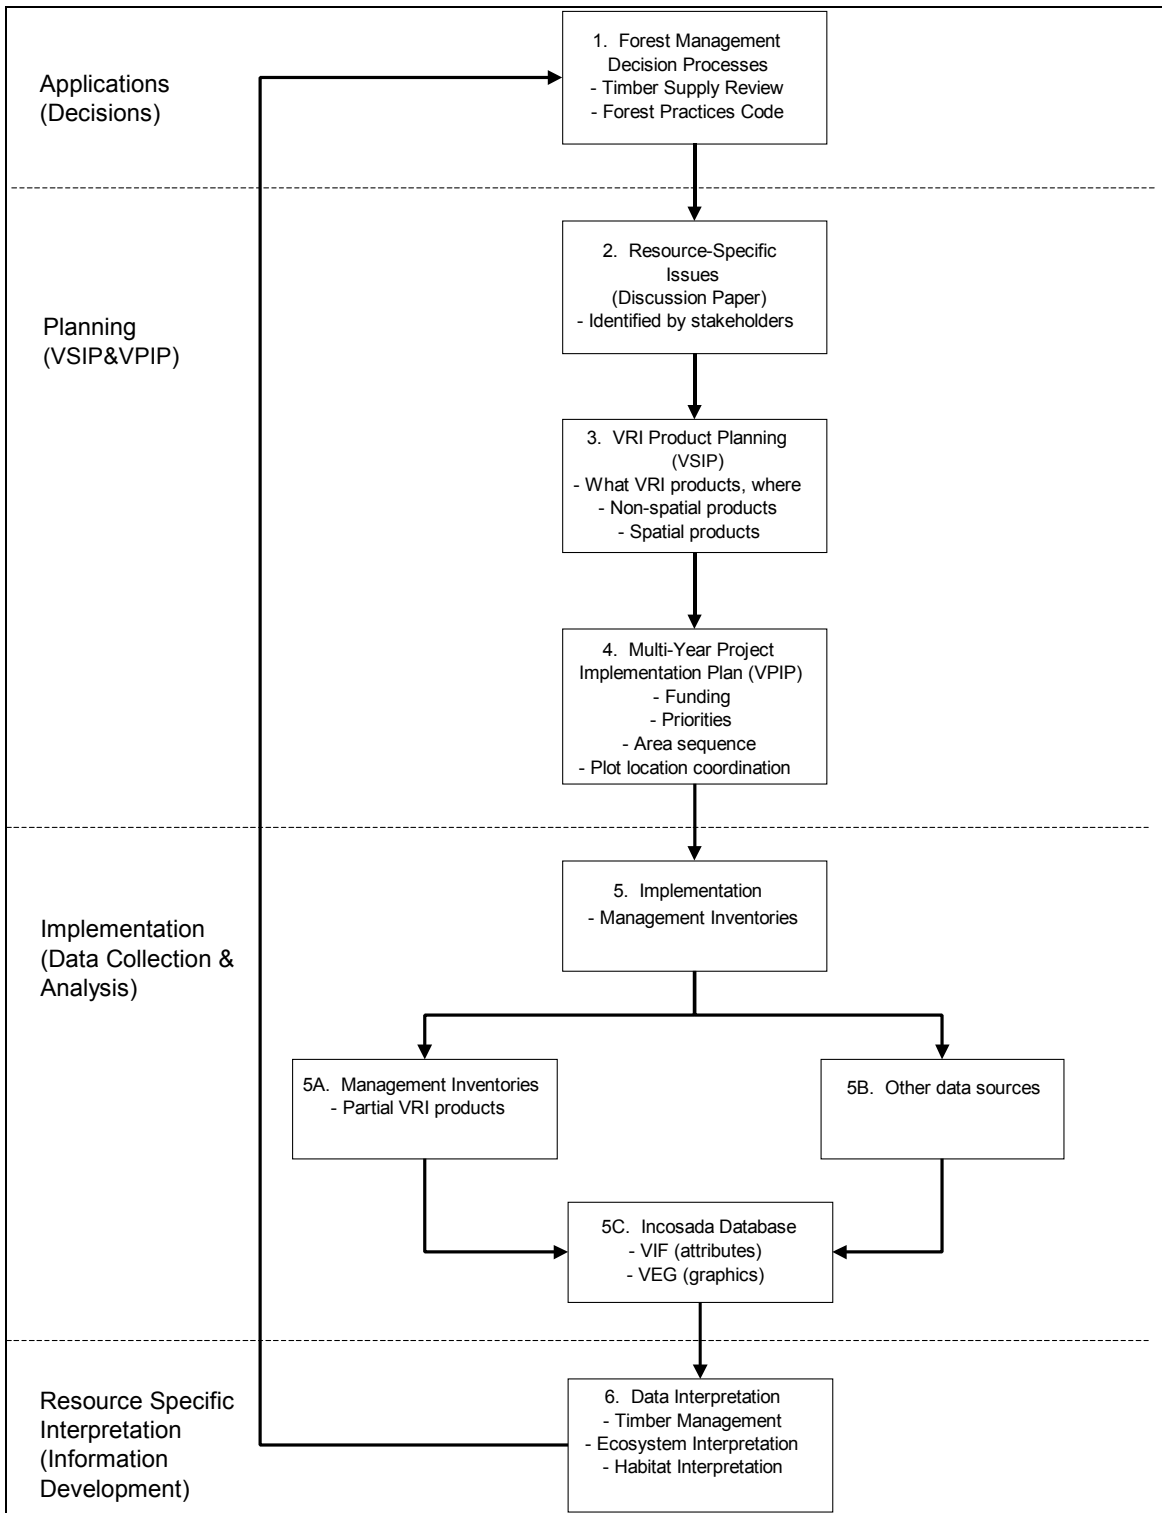 Applications
(Decisions)
1. Forest Management
Decision Processes
- Timber Supply Review
- Forest Practices Code
Planning
(VSIP&VPIP)
2. Resource-Specific
Issues
(Discussion Paper)
- Identified by stakeholders
3. VRI Product Planning
(VSIP)
- What VRI products, where
- Non-spatial products
- Spatial products
4. Multi-Year Project
Implementation Plan (VPIP)
- Funding
- Priorities
- Area sequence
- Plot location coordination
Implementation
(Data Collection &
Analysis)
5. Implementation
- Management Inventories
5A. Management Inventories
- Partial VRI products
5B. Other data sources
5C. Incosada Database
- VIF (attributes)
- VEG (graphics)
Resource Specific
Interpretation
(Information
Development)
6. Data Interpretation
- Timber Management
- Ecosystem Interpretation
- Habitat Interpretation